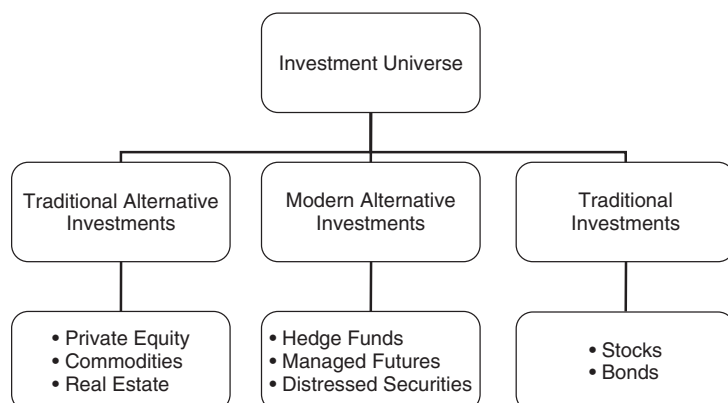 Investment Universe
Traditional Alternative
Investments
Modern Alternative
Investments
Traditional
Investments
• Private Equity
• Commodities
• Real Estate
• Hedge Funds
• Managed Futures
• Distressed Securities
• Stocks
• Bonds